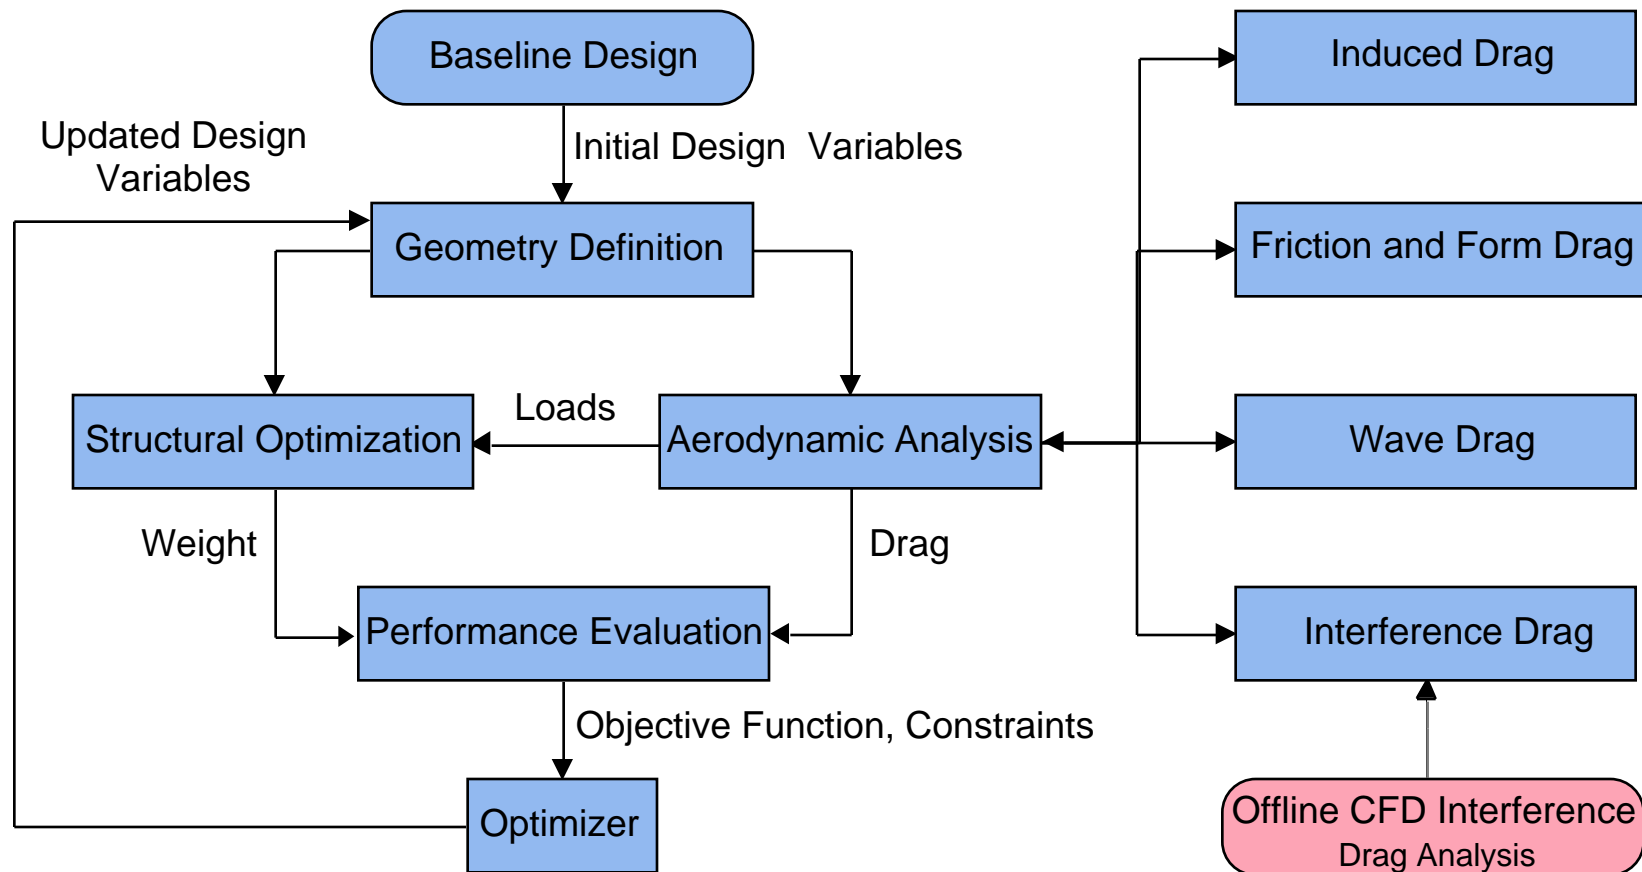 Baseline Design
Induced Drag
Updated Design
Variables
Initial Design Variables
Geometry Definition
Friction and Form Drag
Loads
Structural Optimization
Aerodynamic Analysis
Wave Drag
Weight
Drag
Performance Evaluation
Interference Drag
Objective Function, Constraints
Optimizer
Offline CFD Interference
Drag Analysis